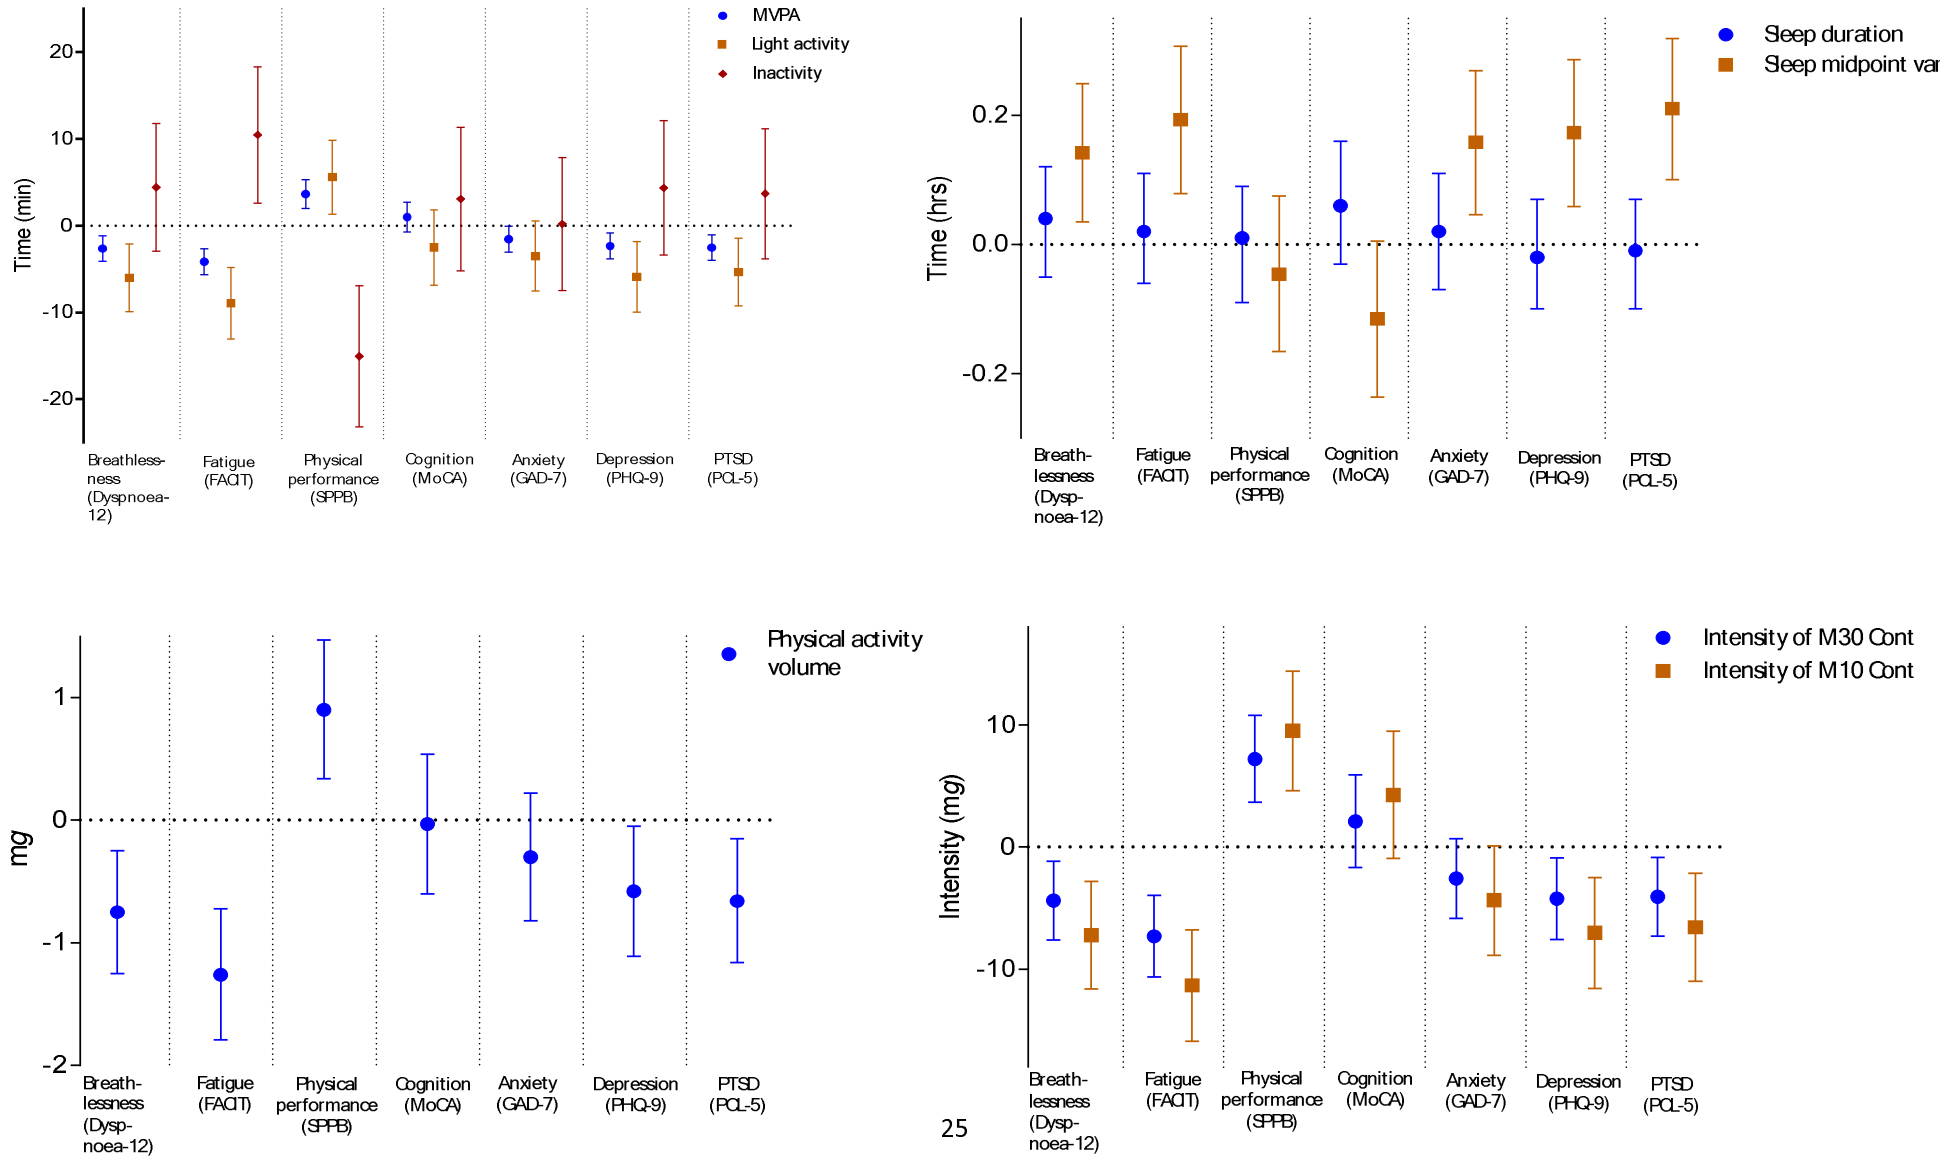 MVPA
Light activity
Inactivity
20
10
0
-10
-20
Time (min)
Breathless-
ness
(Dyspnoea-
12)
Fatigue
(FACIT)
Physical
performance
(SPPB)
Cognition
(MoCA)
Anxiety
(GAD-7)
Depression
(PHQ-9)
PTSD
(PCL-5)
Sleep duration
Sleep midpoint var
0.2
0.0
-0.2
Time (hrs)
Breath-
lessness
(Dysp-
noea-12)
Fatigue
(FACIT)
Physical
performance
(SPPB)
Cognition
(MoCA)
Anxiety
(GAD-7)
Depression
(PHQ-9)
PTSD
(PCL-5)
Physical activity
volume
1
0
-1
-2
mg
Breath-
lessness
(Dysp-
noea-12)
Fatigue
(FACIT)
Physical
performance
(SPPB)
Cognition
(MoCA)
Anxiety
(GAD-7)
Depression
(PHQ-9)
PTSD
(PCL-5)
Intensity of M30 Cont
Intensity of M10 Cont
10
0
-10
Intensity (mg)
Breath-
lessness
(Dysp-
noea-12)
Fatigue
(FACIT)
Physical
performance
(SPPB)
Cognition
(MoCA)
Anxiety
(GAD-7)
Depression
(PHQ-9)
PTSD
(PCL-5)
25